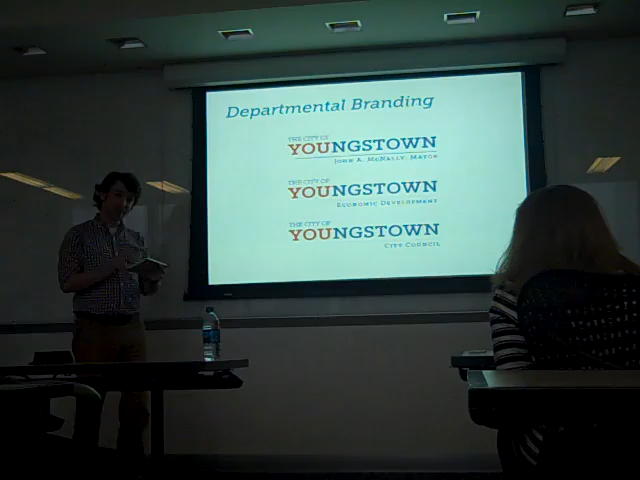 Departmental Branding
THE CITY OF
YOUNGSTOWN
JOHN A. MCNALLY, MAYOR
THE CITY OF
YOUNGSTOWN
ECONOMIC DEVELOPMENT
THE CITY OF
YOUNGSTOWN
CITY COUNCIL